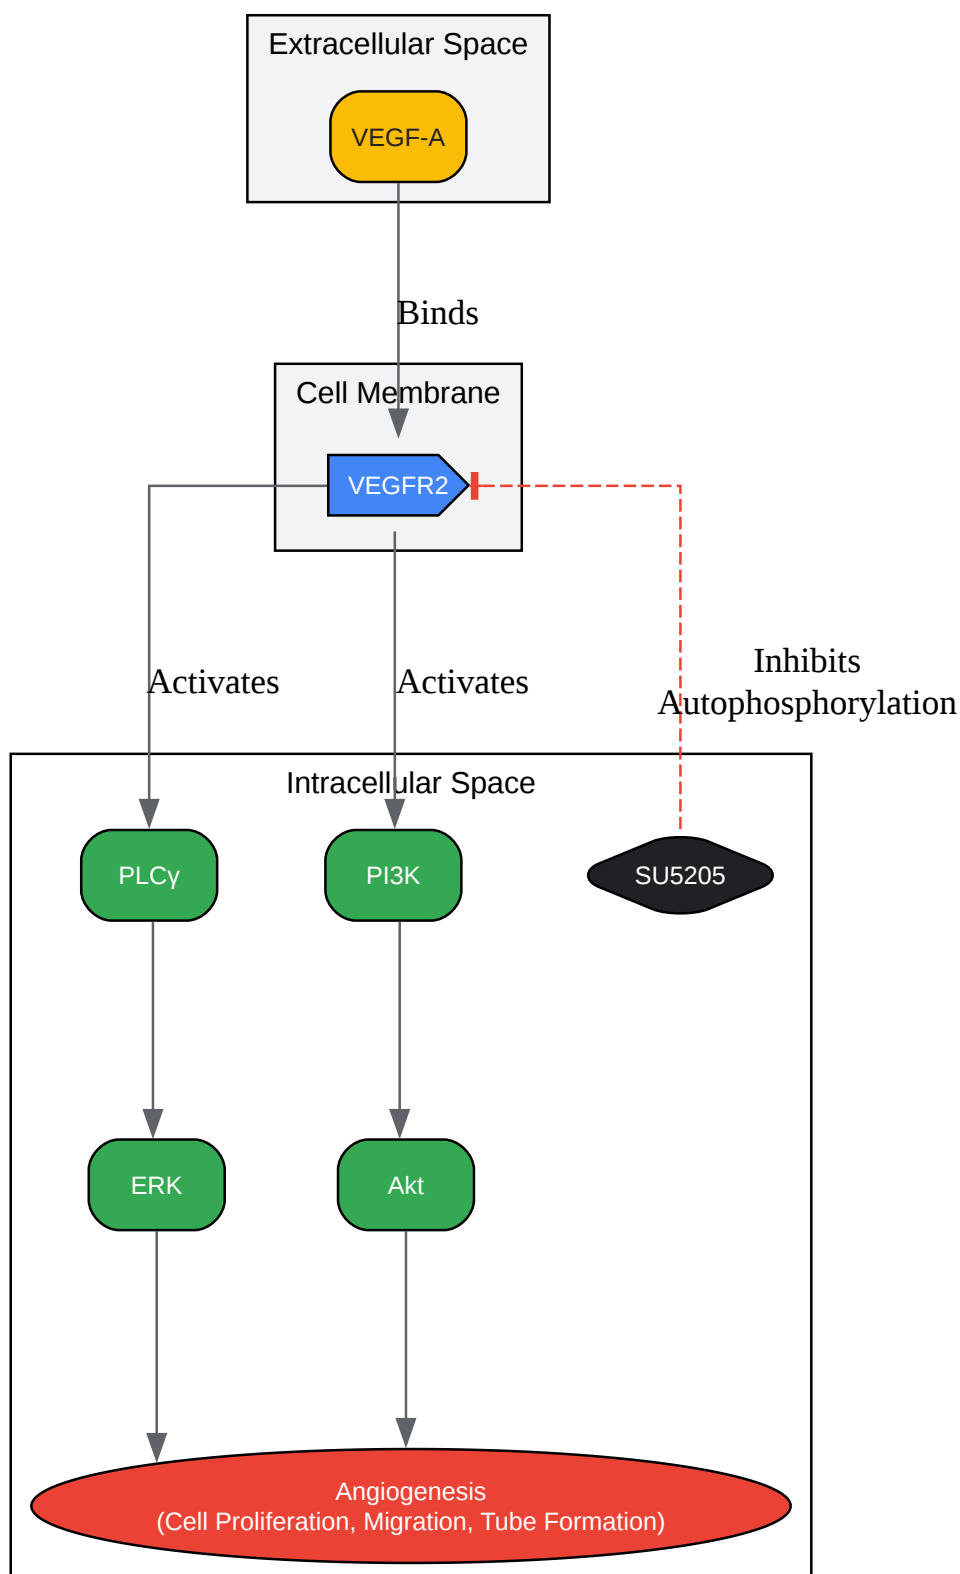 Extracellular Space
VEGF-A
Binds
Cell Membrane
VEGFR2
Activates
Activates
Inhibits
Autophosphorylation
Intracellular Space
PLCγ
PI3K
SU5205
ERK
Akt
Angiogenesis
(Cell Proliferation, Migration, Tube Formation)